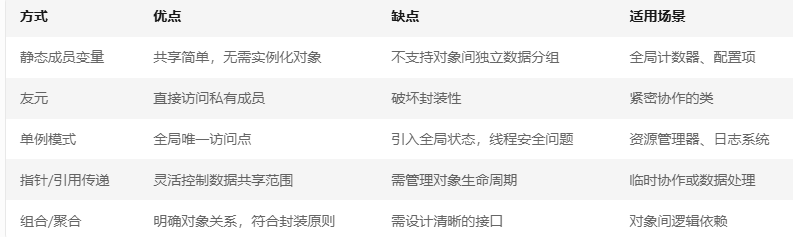 方式 优点 缺点 适用场景
静态成员变量 共享简单，无需实例化对象 不支持对象间独立数据分组 全局计数器、配置项
友元 直接访问私有成员 破坏封装性 紧密协作的类
单例模式 全局唯一访问点 引入全局状态，线程安全问题 资源管理器、日志系统
指针/引用传递 灵活控制数据共享范围 需管理对象生命周期 临时协作或数据处理
组合/聚合 明确对象关系，符合封装原则 需设计清晰的接口 对象间逻辑依赖